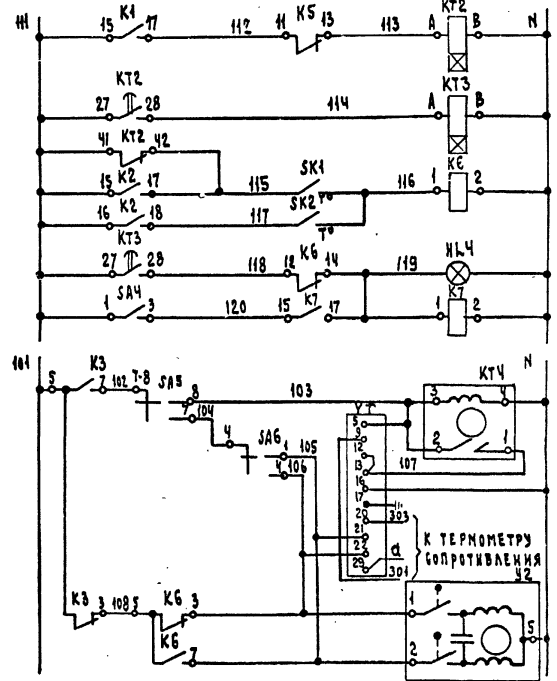 111 K1 K5 KT2 N
15 17 112 11 13 113 A B
KT2 KT3
27 28 114 A B
41 KT2 42 K6
15 K2 17 115 SK1 116 1 2
16 K2 18 117 SK2 t°
KT3 t°
27 28 118 12 K6 14 119 HL4
1 SA4 3 120 15 K7 17 1 K7 2
101 N
5 K3 7 102 T-8 SA5 8 103 3 KT4 4
7 104 5
4 SA6 1 105 9 2 1
4 106 12
13 107
16
17
20 303
21 К ТЕРМОМЕТРУ
22 а СОПРОТИВЛЕНИЯ
29 301 У2
K3 3 108 5 K6 3 1
K6 7 2 5